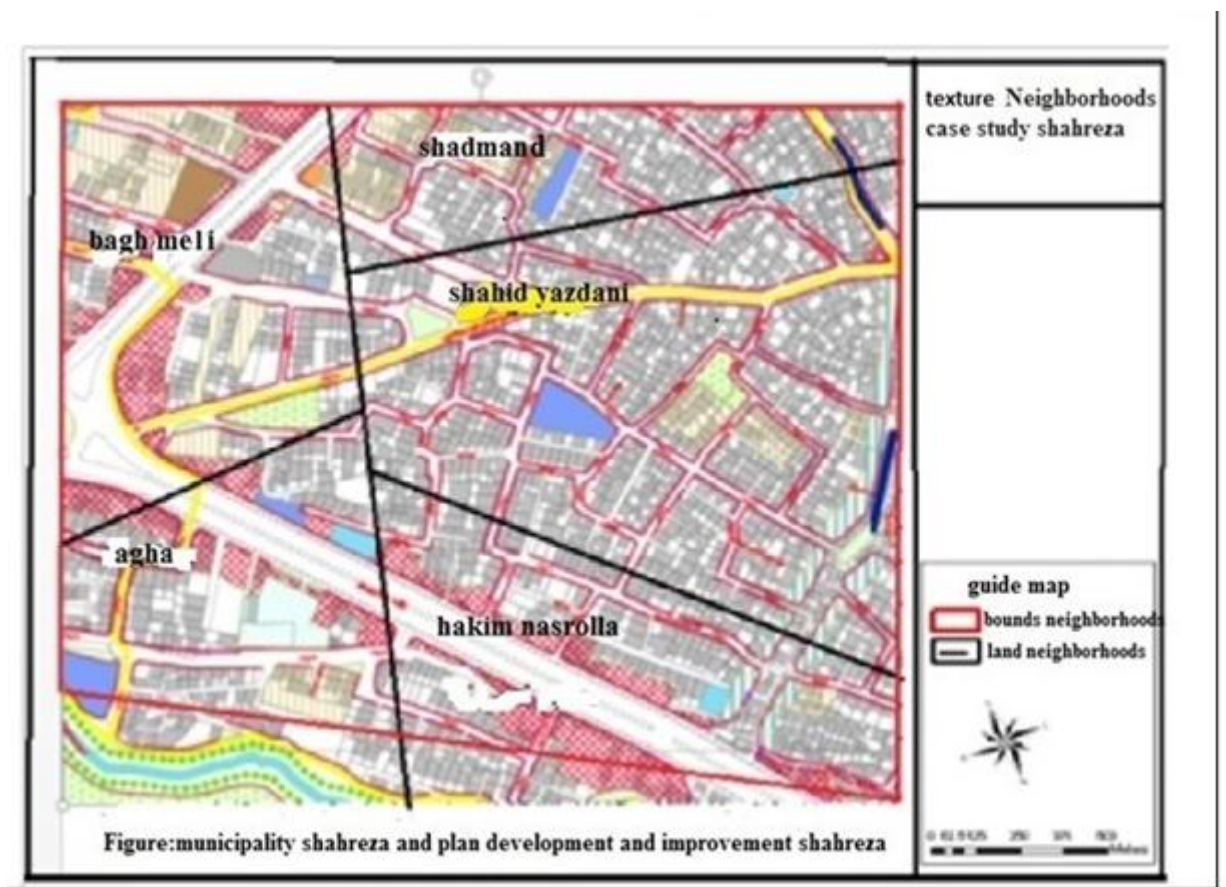 texture Neighborhoods
case study shahreza
shadmand
bagh meli
shahid yazdani
agha
hakim nasrolla
guide map
bounds neighborhoods
land neighborhoods
Figure:municipality shahreza and plan development and improvement shahreza